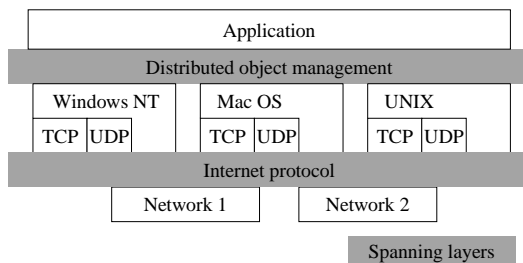 Application
Distributed object management
Windows NT Mac OS UNIX
TCP UDP TCP UDP TCP UDP
Internet protocol
Network 1 Network 2
Spanning layers